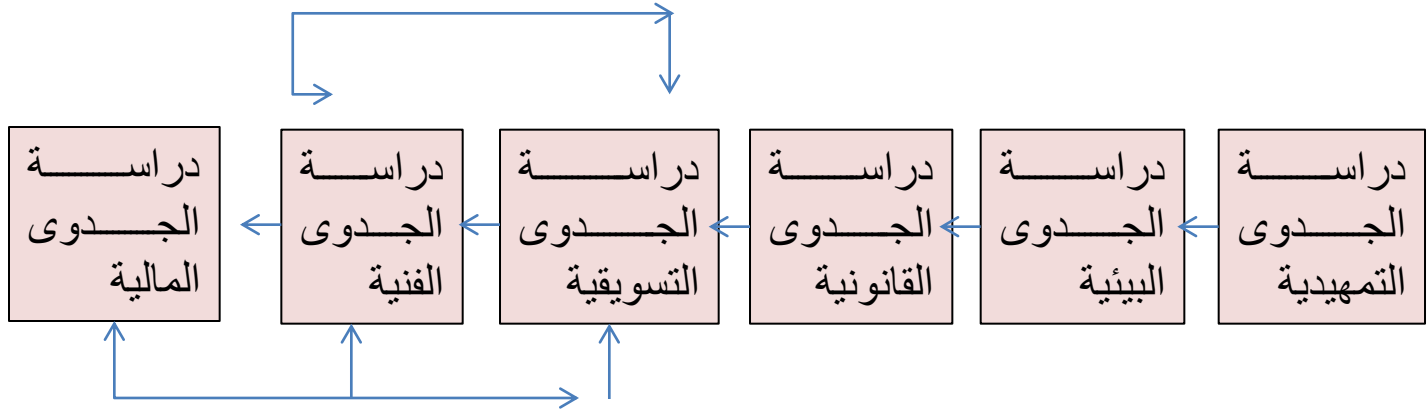 دراسة
الجدوى
التمهيدية
دراسة
الجدوى
البيئية
دراسة
الجدوى
القانونية
دراسة
الجدوى
التسويقية
دراسة
الجدوى
الفنية
دراسة
الجدوى
المالية